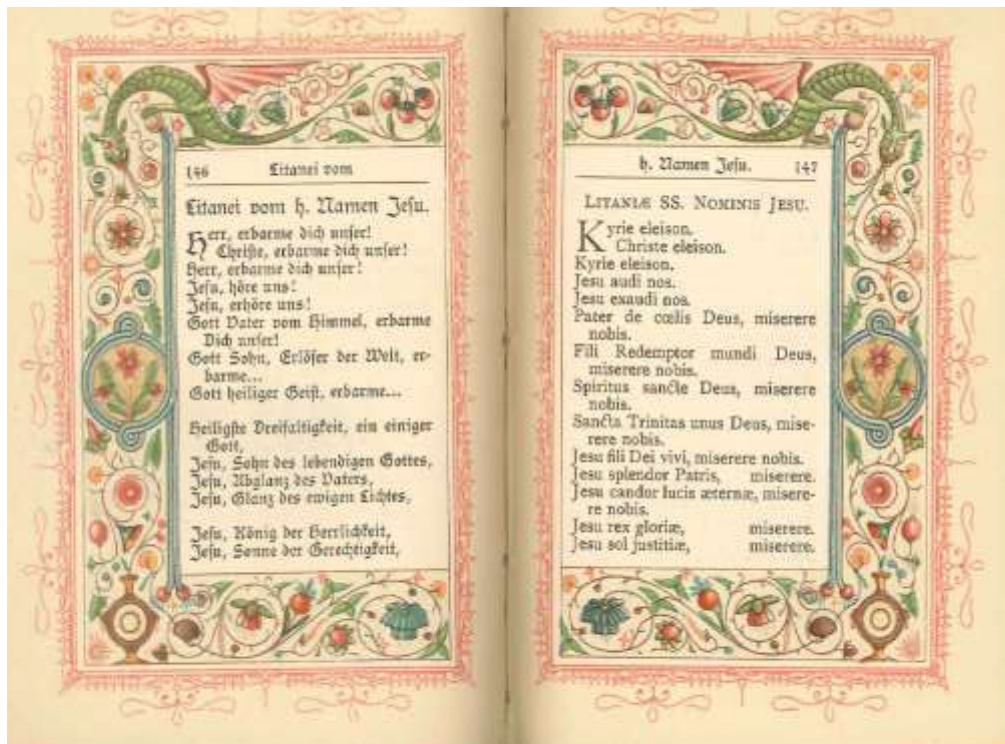 146 Litanei vom
Litanei vom h. Namen Jesu.
Herr, erbarme dich unser!
Christe, erbarme dich unser!
Herr, erbarme dich unser!
Jesu, höre uns!
Jesu, erhöre uns!
Gott Vater vom Himmel, erbarme
Dich unser!
Gott Sohn, Erlöser der Welt, er-
barme...
Gott heiliger Geist, erbarme...
Heiligste Dreifaltigkeit, ein einiger
Gott,
Jesu, Sohn des lebendigen Gottes,
Jesu, Abglanz des Vaters,
Jesu, Glanz des ewigen Lichtes,
Jesu, König der Herrlichkeit,
Jesu, Sonne der Gerechtigkeit,
h. Namen Jesu. 147
LITANIÆ SS. NOMINIS JESU.
Kyrie eleison.
Christe eleison.
Kyrie eleison.
Jesu audi nos.
Jesu exaudi nos.
Pater de cœlis Deus, miserere
nobis.
Fili Redemptor mundi Deus,
miserere nobis.
Spiritus sancte Deus, miserere
nobis.
Sancta Trinitas unus Deus, mise-
rere nobis.
Jesu fili Dei vivi, miserere nobis.
Jesu splendor Patris, miserere.
Jesu candor lucis æternæ, misere-
re nobis.
Jesu rex gloriæ, miserere.
Jesu sol justitiæ, miserere.